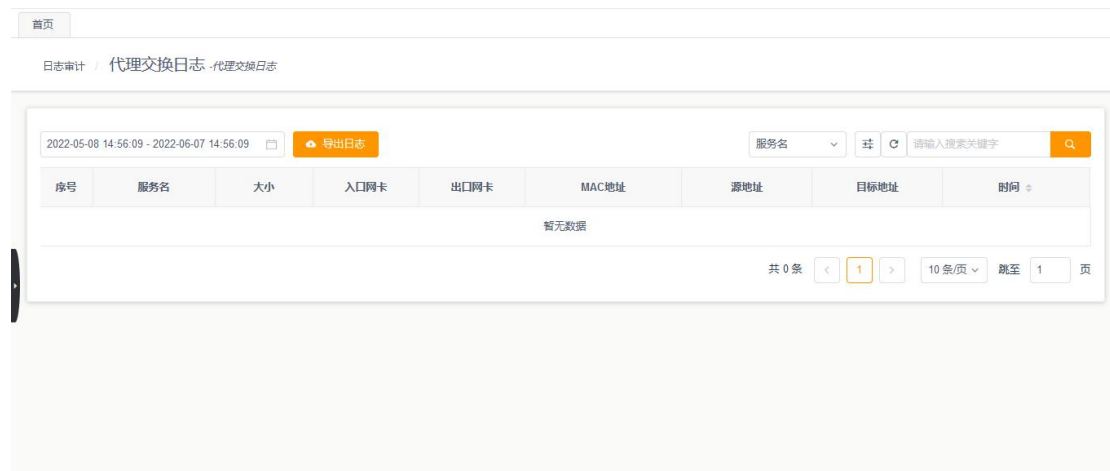 首页
日志审计 / 代理交换日志 -代理交换日志
2022-05-08 14:56:09 - 2022-06-07 14:56:09 导出日志 服务名 请输入搜索关键字
序号 服务名 大小 入口网卡 出口网卡 MAC地址 源地址 目标地址 时间
暂无数据
共 0 条 < 1 > 10 条/页 跳至 1 页